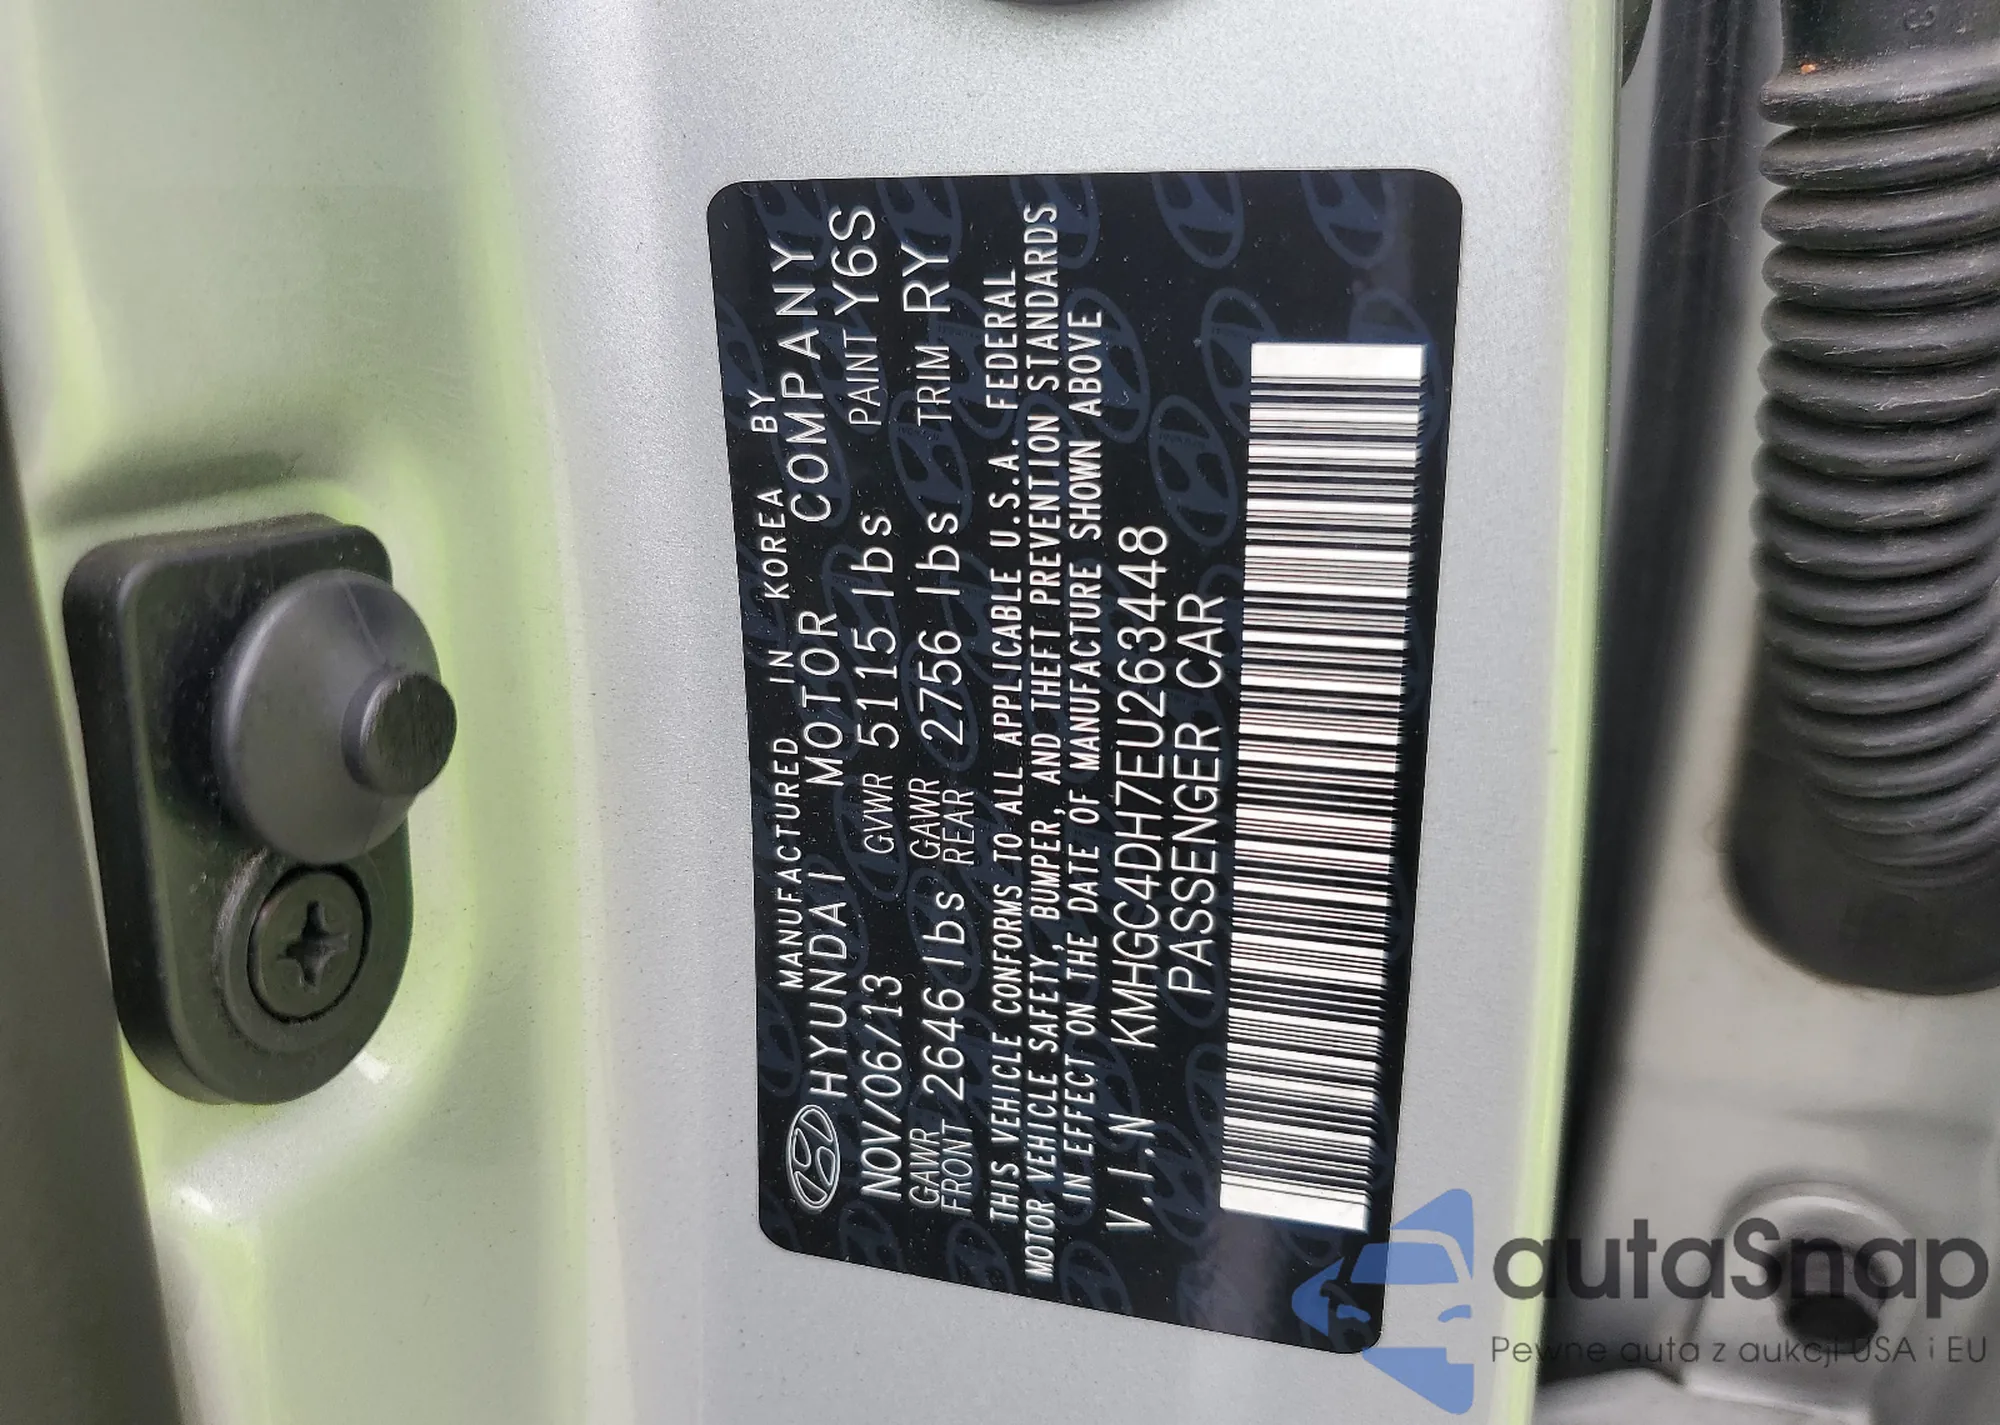 MANUFACTURED IN KOREA BY
HYUNDAI MOTOR COMPANY
NOV/06/13 GVWR 5115 lbs PAINT Y6S
GAWR FRONT 2646 lbs GAWR REAR 2756 lbs TRIM RY
THIS VEHICLE CONFORMS TO ALL APPLICABLE U.S.A. FEDERAL
MOTOR VEHICLE SAFETY, BUMPER, AND THEFT PREVENTION STANDARDS
IN EFFECT ON THE DATE OF MANUFACTURE SHOWN ABOVE
V.I.N KMHGC4DH7EU263448
PASSENGER CAR
autaSnap
Pewne auta z aukcji USA i EU